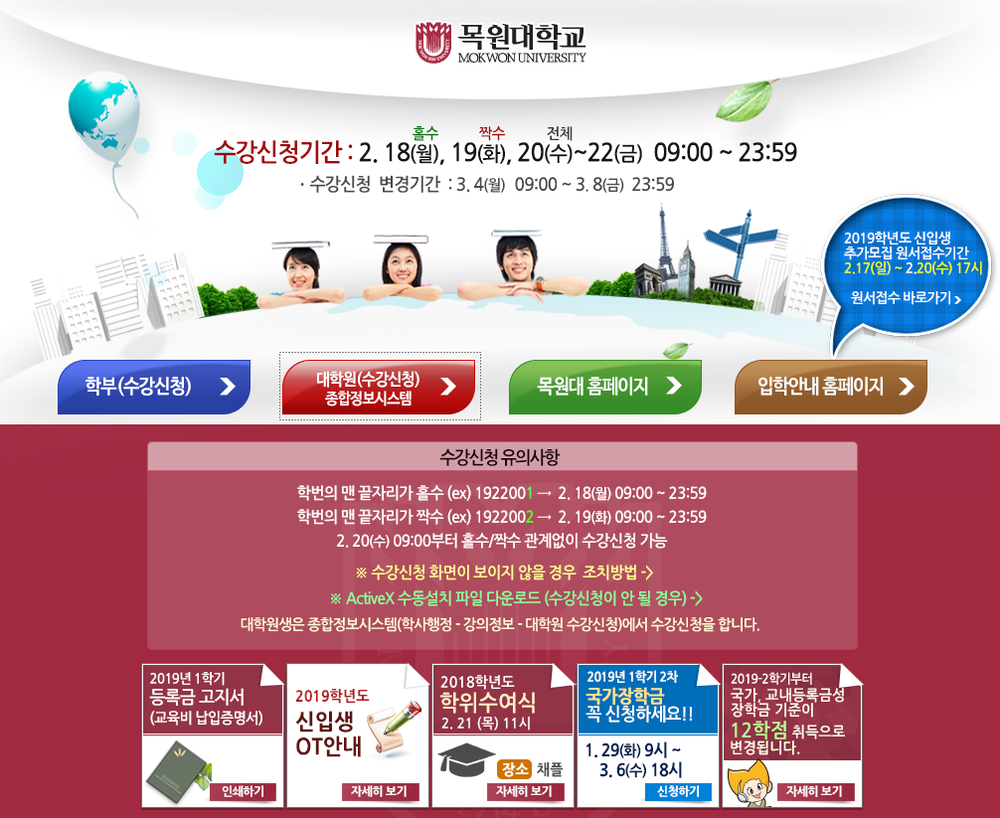 목원대학교
MOKWON UNIVERSITY
홀수 짝수 전체
수강신청기간 : 2. 18(월), 19(화), 20(수)~22(금) 09:00 ~ 23:59
· 수강신청 변경기간 : 3. 4(월) 09:00 ~ 3. 8(금) 23:59
2019학년도 신입생
추가모집 원서접수기간
2.17(일) ~ 2.20(수) 17시
원서접수 바로가기
학부(수강신청)
대학원(수강신청)
종합정보시스템
목원대 홈페이지
입학안내 홈페이지
수강신청 유의사항
학번의 맨 끝자리가 홀수 (ex) 1922001 → 2. 18(월) 09:00 ~ 23:59
학번의 맨 끝자리가 짝수 (ex) 1922002 → 2. 19(화) 09:00 ~ 23:59
2. 20(수) 09:00부터 홀수/짝수 관계없이 수강신청 가능
※ 수강신청 화면이 보이지 않을 경우 조치방법 ->
※ ActiveX 수동설치 파일 다운로드 (수강신청이 안 될 경우) ->
대학원생은 종합정보시스템(학사행정 - 강의정보 - 대학원 수강신청)에서 수강신청을 합니다.
2019년 1학기
등록금 고지서
(교육비 납입증명서)
인쇄하기
2019학년도
신입생
OT안내
자세히 보기
2018학년도
학위수여식
2. 21 (목) 11시
장소 채플
자세히 보기
2019년 1학기 2차
국가장학금
꼭 신청하세요!!
1. 29(화) 9시 ~
3. 6(수) 18시
신청하기
2019-2학기부터
국가, 교내등록금성
장학금 기준이
12학점 취득으로
변경됩니다.
자세히 보기